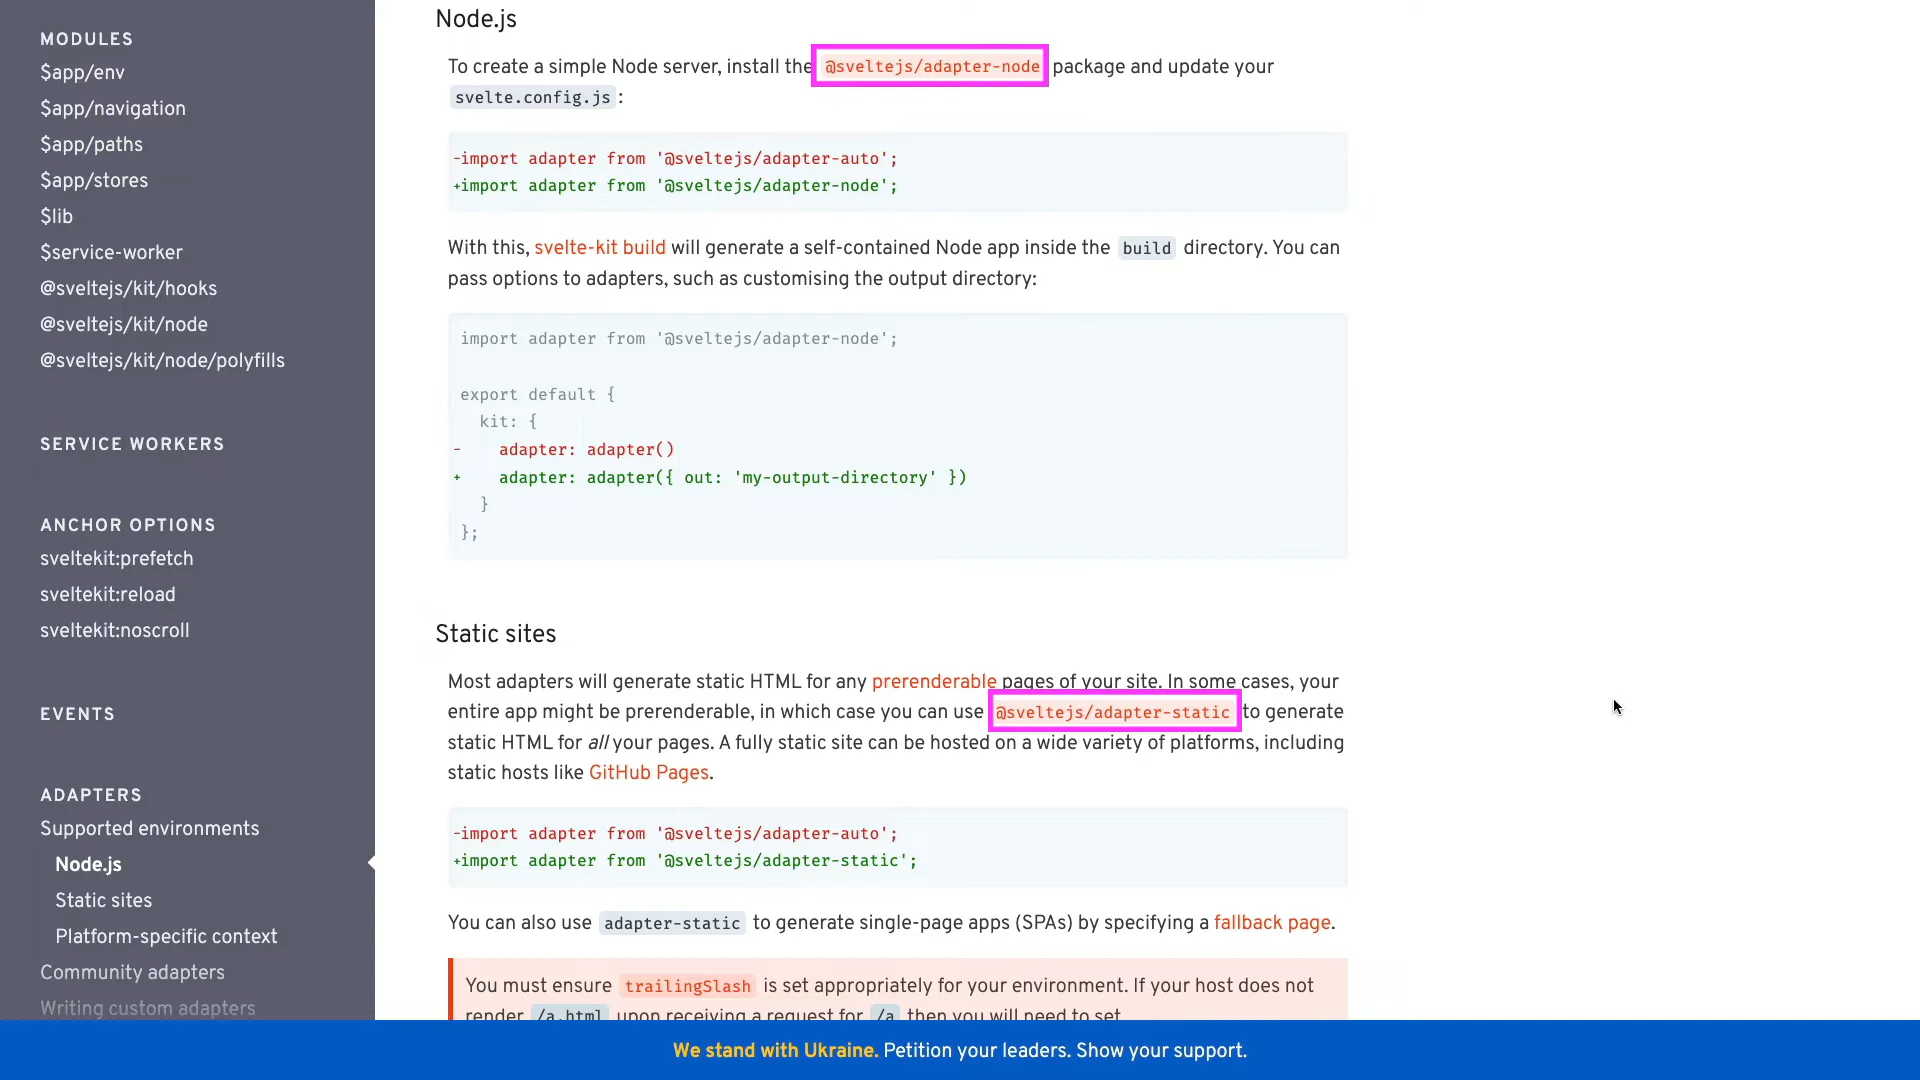 MODULES
$app/env
$app/navigation
$app/paths
$app/stores
$lib
$service-worker
@sveltejs/kit/hooks
@sveltejs/kit/node
@sveltejs/kit/node/polyfills
SERVICE WORKERS
ANCHOR OPTIONS
sveltekit:prefetch
sveltekit:reload
sveltekit:noscroll
EVENTS
ADAPTERS
Supported environments
Node.js
Static sites
Platform-specific context
Community adapters
Writing custom adapters
Node.js
To create a simple Node server, install the @sveltejs/adapter-node package and update your
svelte.config.js:
-import adapter from '@sveltejs/adapter-auto';
+import adapter from '@sveltejs/adapter-node';
With this, svelte-kit build will generate a self-contained Node app inside the build directory. You can
pass options to adapters, such as customising the output directory:
import adapter from '@sveltejs/adapter-node';
export default {
kit: {
-    adapter: adapter()
+    adapter: adapter({ out: 'my-output-directory' })
}
};
Static sites
Most adapters will generate static HTML for any prerenderable pages of your site. In some cases, your
entire app might be prerenderable, in which case you can use @sveltejs/adapter-static to generate
static HTML for all your pages. A fully static site can be hosted on a wide variety of platforms, including
static hosts like GitHub Pages.
-import adapter from '@sveltejs/adapter-auto';
+import adapter from '@sveltejs/adapter-static';
You can also use adapter-static to generate single-page apps (SPAs) by specifying a fallback page.
You must ensure trailingSlash is set appropriately for your environment. If your host does not
render /a.html upon receiving a request for /a then you will need to set
We stand with Ukraine. Petition your leaders. Show your support.